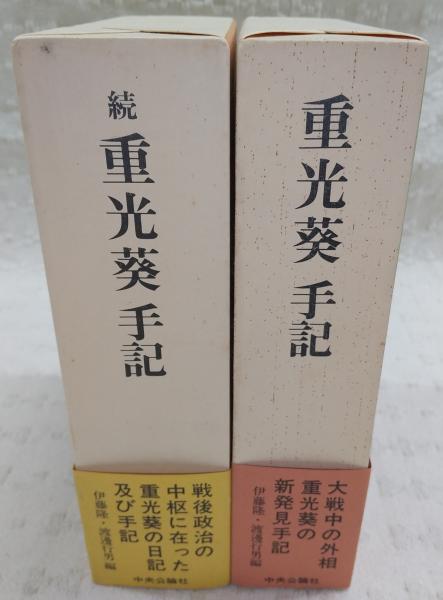 重光葵手記
大戦中の外相
重光葵の
新発見手記
伊藤隆・渡邊行男編
中央公論社
続
重光葵手記
戦後政治の
中枢に在った
重光葵の日記
及び手記
伊藤隆・渡邊行男編
中央公論社